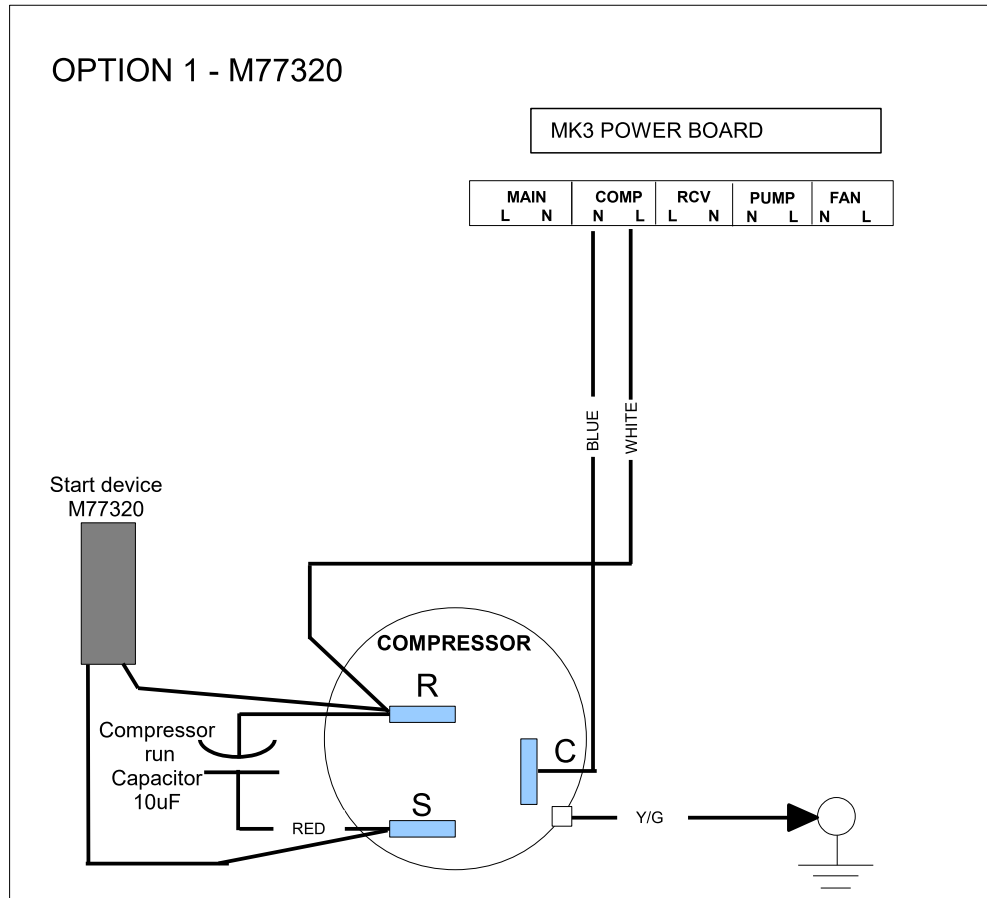 OPTION 1 - M77320
MK3 POWER BOARD
MAIN COMP RCV PUMP FAN
L N N L L N N L N L
BLUE
WHITE
Start device
M77320
COMPRESSOR
R
Compressor
run
Capacitor
10uF
C
S
RED
Y/G